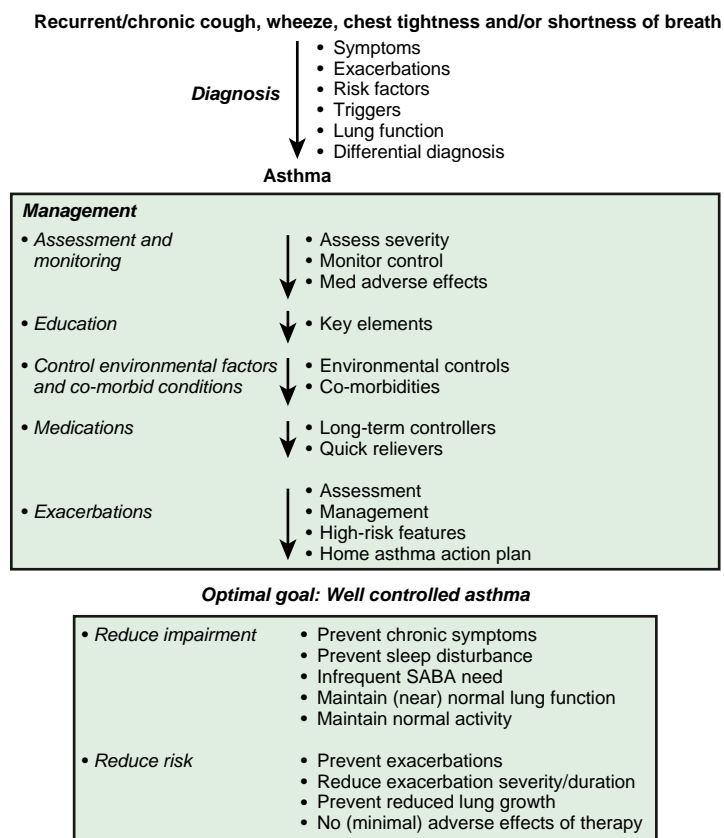 Recurrent/chronic cough, wheeze, chest tightness and/or shortness of breath
Diagnosis
• Symptoms
• Exacerbations
• Risk factors
• Triggers
• Lung function
• Differential diagnosis
Asthma
Management
• Assessment and
monitoring
• Assess severity
• Monitor control
• Med adverse effects
• Education
• Key elements
• Control environmental factors
and co-morbid conditions
• Environmental controls
• Co-morbidities
• Medications
• Long-term controllers
• Quick relievers
• Exacerbations
• Assessment
• Management
• High-risk features
• Home asthma action plan
Optimal goal: Well controlled asthma
• Reduce impairment
• Prevent chronic symptoms
• Prevent sleep disturbance
• Infrequent SABA need
• Maintain (near) normal lung function
• Maintain normal activity
• Reduce risk
• Prevent exacerbations
• Reduce exacerbation severity/duration
• Prevent reduced lung growth
• No (minimal) adverse effects of therapy